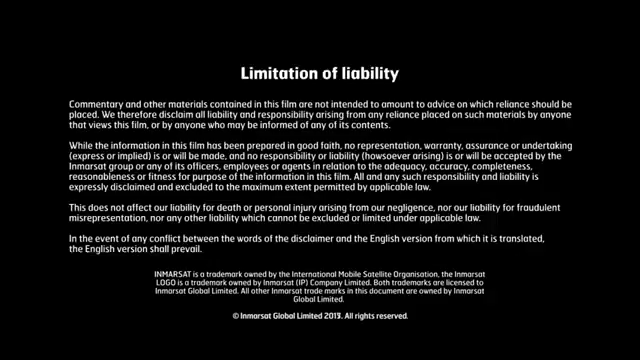 Limitation of liability
Commentary and other materials contained in this film are not intended to amount to advice on which reliance should be
placed. We therefore disclaim all liability and responsibility arising from any reliance placed on such materials by anyone
that views this film, or by anyone who may be informed of any of its contents.
While the information in this film has been prepared in good faith, no representation, warranty, assurance or undertaking
(express or implied) is or will be made, and no responsibility or liability (howsoever arising) is or will be accepted by the
Inmarsat group or any of its officers, employees or agents in relation to the adequacy, accuracy, completeness,
reasonableness or fitness for purpose of the information in this film. All and any such responsibility and liability is
expressly disclaimed and excluded to the maximum extent permitted by applicable law.
This does not affect our liability for death or personal injury arising from our negligence, nor our liability for fraudulent
misrepresentation, nor any other liability which cannot be excluded or limited under applicable law.
In the event of any conflict between the words of the disclaimer and the English version from which it is translated,
the English version shall prevail.
INMARSAT is a trademark owned by the International Mobile Satellite Organisation, the Inmarsat
LOGO is a trademark owned by Inmarsat (IP) Company Limited. Both trademarks are licensed to
Inmarsat Global Limited. All other Inmarsat trade marks in this document are owned by Inmarsat
Global Limited.
© Inmarsat Global Limited All rights reserved.